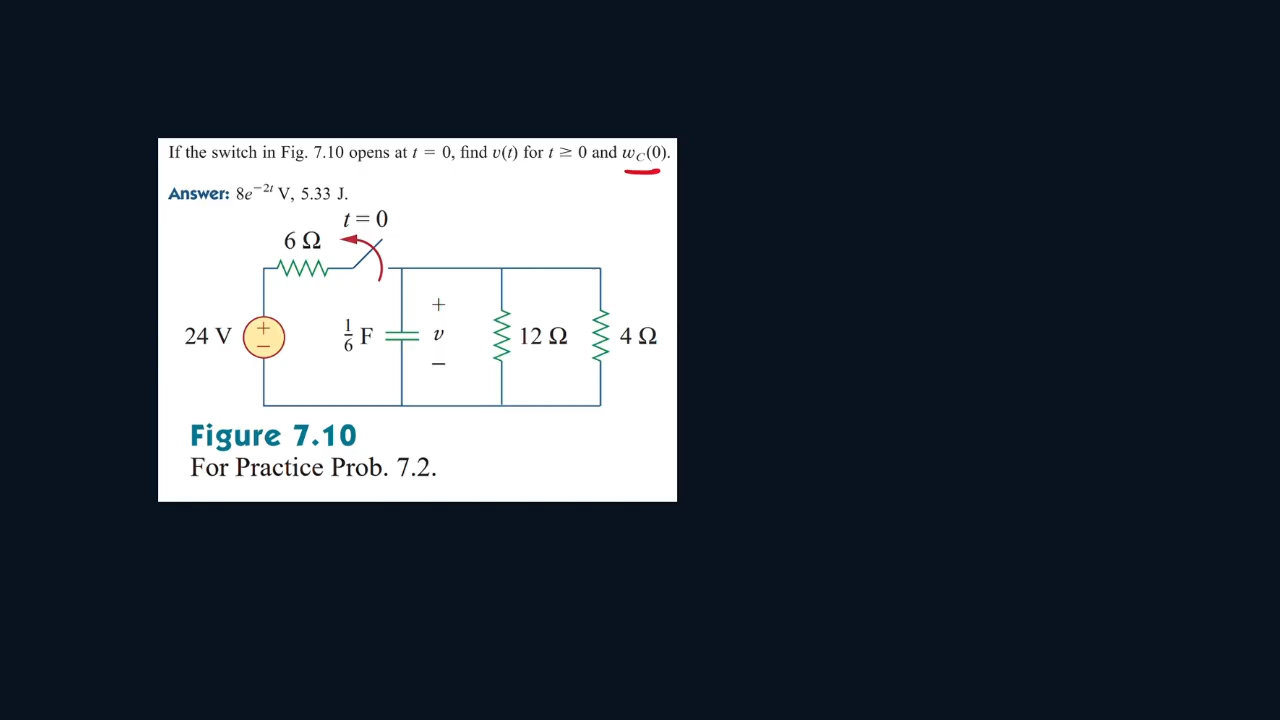 If the switch in Fig. 7.10 opens at t = 0, find v(t) for t ≥ 0 and w_C(0).
Answer: 8e^{−2t} V, 5.33 J.
t = 0
6 Ω
+
24 V
+
−
1/6 F
v
12 Ω
4 Ω
−
Figure 7.10
For Practice Prob. 7.2.